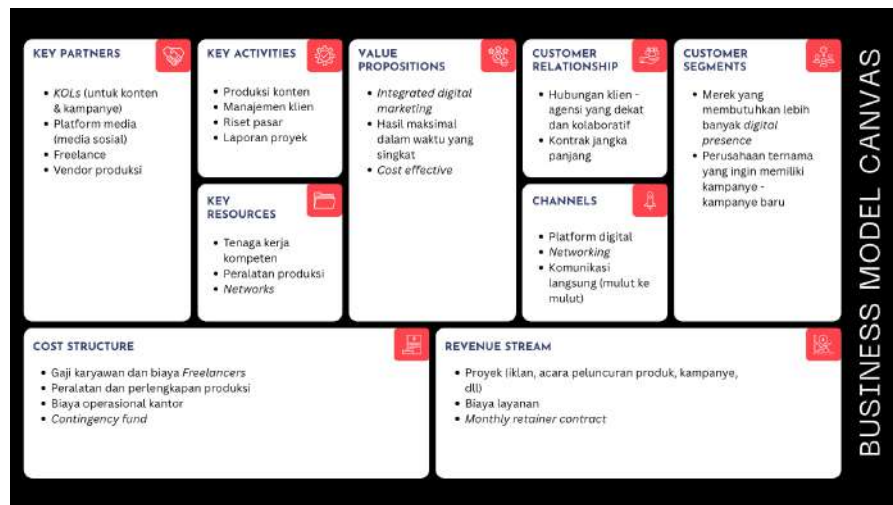 KEY PARTNERS
• KOLs (untuk konten
& kampanye)
• Platform media
(media sosial)
• Freelance
• Vendor produksi
KEY ACTIVITIES
• Produksi konten
• Manajemen klien
• Riset pasar
• Laporan proyek
KEY
RESOURCES
• Tenaga kerja
kompeten
• Peralatan produksi
• Networks
VALUE
PROPOSITIONS
• Integrated digital
marketing
• Hasil maksimal
dalam waktu yang
singkat
• Cost effective
CUSTOMER
RELATIONSHIP
• Hubungan klien -
agensi yang dekat
dan kolaboratif
• Kontrak jangka
panjang
CHANNELS
• Platform digital
• Networking
• Komunikasi
langsung (mulut ke
mulut)
CUSTOMER
SEGMENTS
• Merek yang
membutuhkan lebih
banyak digital
presence
• Perusahaan ternama
yang ingin memiliki
kampanye -
kampanye baru
COST STRUCTURE
• Gaji karyawan dan biaya Freelancers
• Peralatan dan perlengkapan produksi
• Biaya operasional kantor
• Contingency fund
REVENUE STREAM
• Proyek (iklan, acara peluncuran produk, kampanye,
dll)
• Biaya layanan
• Monthly retainer contract
BUSINESS MODEL CANVAS